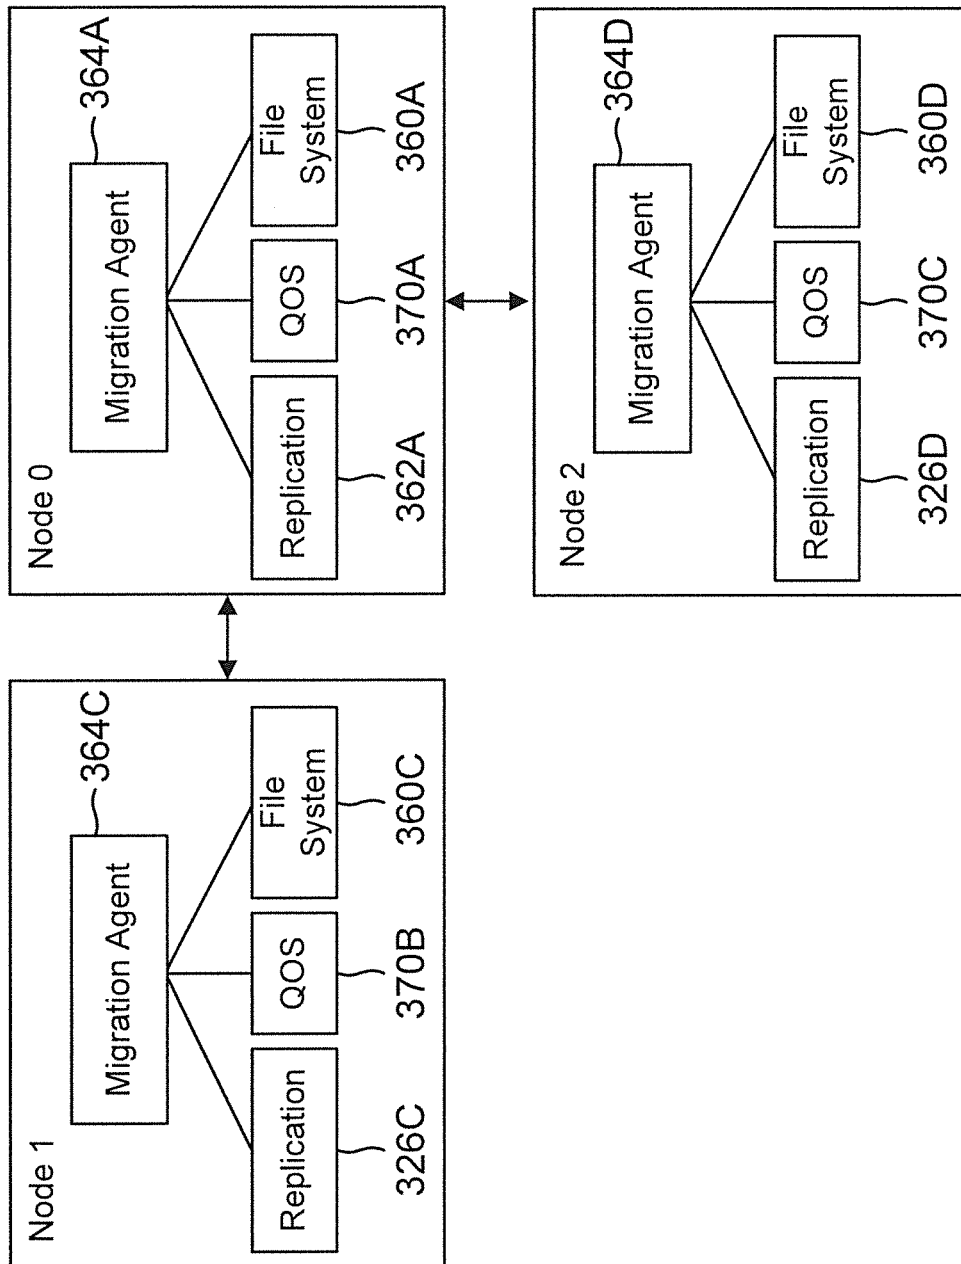 Node 1
Migration Agent
364C
Replication
QOS
File
System
326C
370B
360C
Node 0
Migration Agent
364A
Replication
QOS
File
System
362A
370A
360A
Node 2
Migration Agent
364D
Replication
QOS
File
System
326D
370C
360D